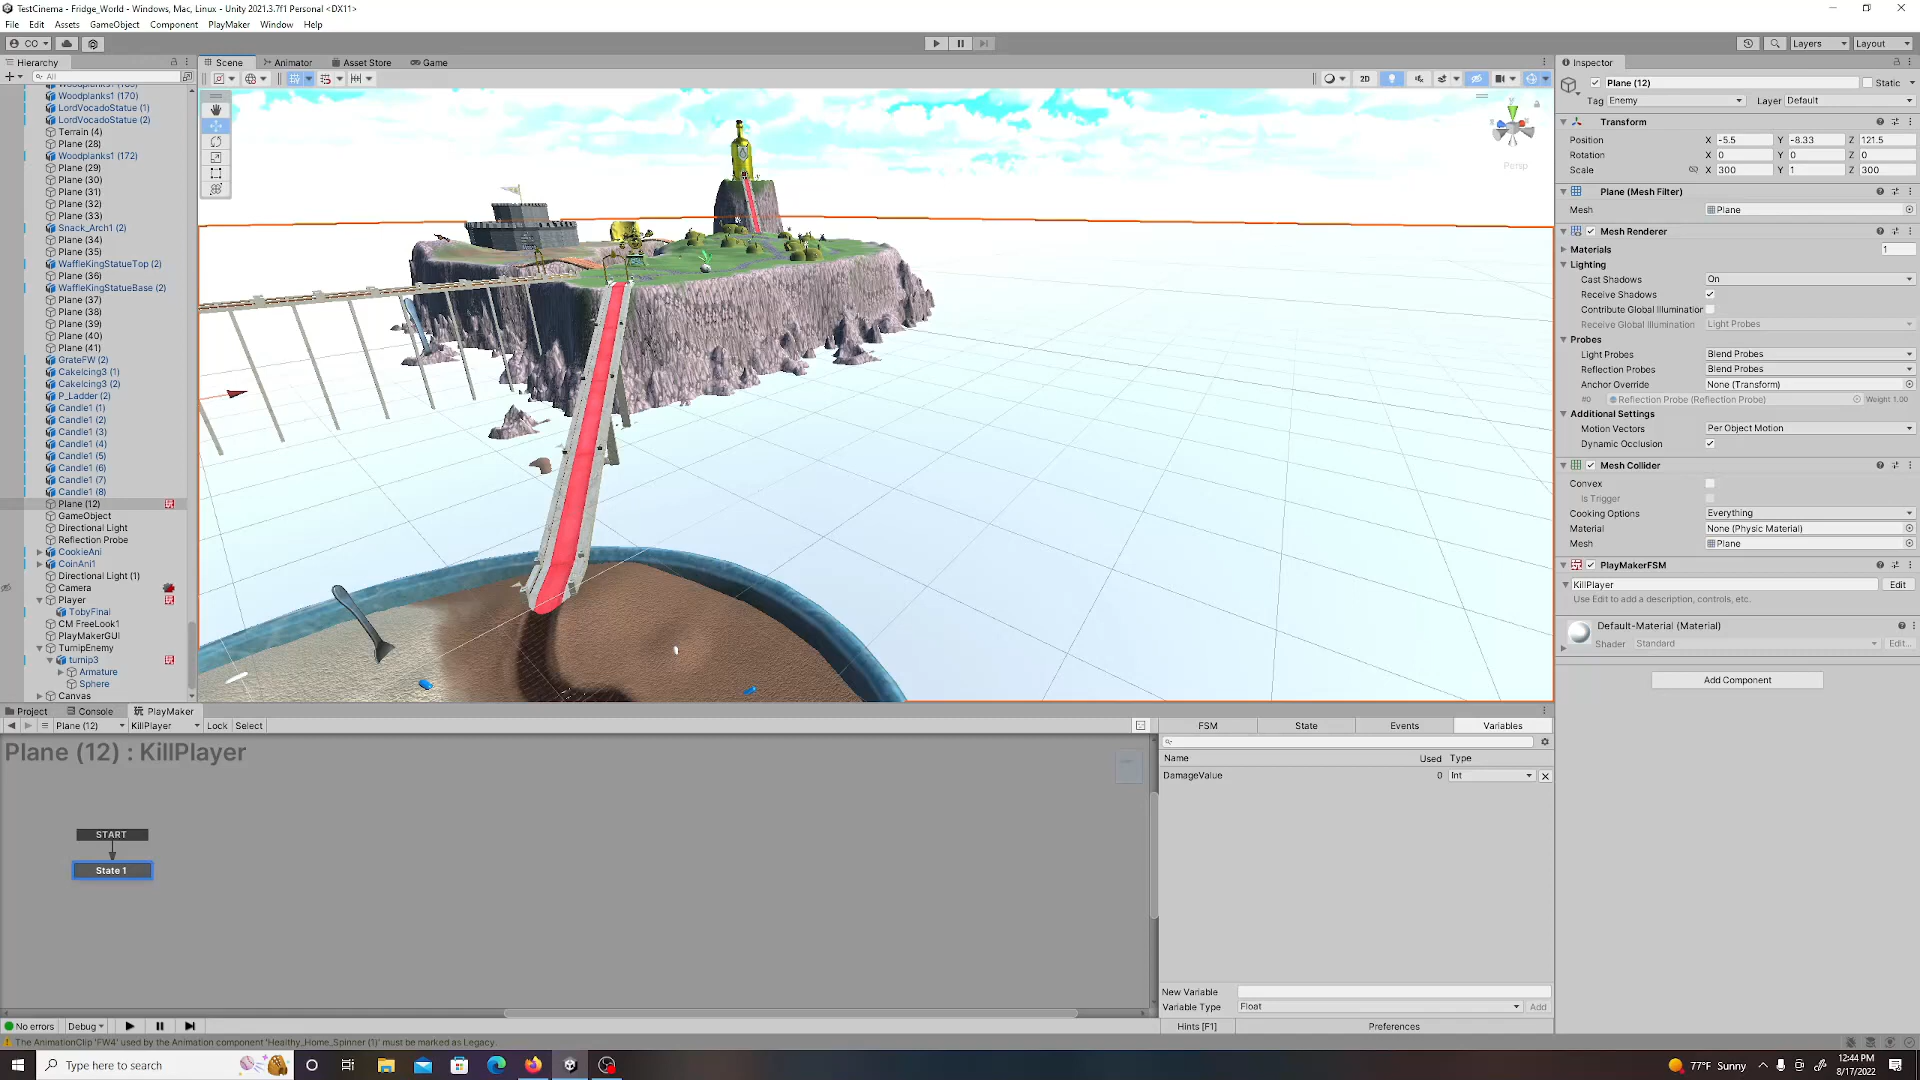 TestCinema - Fridge_World - Windows, Mac, Linux - Unity 2021.3.7f1 Personal <DX11>
File Edit Assets GameObject Component PlayMaker Window Help
CO
Layers Layout
Hierarchy
All
Woodplanks1 (170)
LordVocadoStatue (1)
LordVocadoStatue (2)
Terrain (4)
Plane (28)
Woodplanks1 (172)
Plane (29)
Plane (30)
Plane (31)
Plane (32)
Plane (33)
Snack_Arch1 (2)
Plane (34)
Plane (35)
WaffleKingStatueTop (2)
Plane (36)
WaffleKingStatueBase (2)
Plane (37)
Plane (38)
Plane (39)
Plane (40)
Plane (41)
GrateFW (2)
CakeIcing3 (1)
CakeIcing3 (2)
P_Ladder (2)
Candle1 (1)
Candle1 (2)
Candle1 (3)
Candle1 (4)
Candle1 (5)
Candle1 (6)
Candle1 (7)
Candle1 (8)
Plane (12)
GameObject
Directional Light
Reflection Probe
CookieAni
CoinAni1
Directional Light (1)
Camera
Player
TobyFinal
CM FreeLook1
PlayMakerGUI
TurnipEnemy
turnip3
Armature
Sphere
Canvas
Scene Animator Asset Store Game
2D
Persp
Inspector
Plane (12) Static
Tag Enemy Layer Default
Transform
Position X -5.5 Y -8.33 Z 121.5
Rotation X 0 Y 0 Z 0
Scale X 300 Y 1 Z 300
Plane (Mesh Filter)
Mesh Plane
Mesh Renderer
Materials 1
Lighting
Cast Shadows On
Receive Shadows
Contribute Global Illumination
Receive Global Illumination Light Probes
Probes
Light Probes Blend Probes
Reflection Probes Blend Probes
Anchor Override None (Transform)
#0 Reflection Probe (Reflection Probe) Weight 1.00
Additional Settings
Motion Vectors Per Object Motion
Dynamic Occlusion
Mesh Collider
Convex
Is Trigger
Cooking Options Everything
Material None (Physic Material)
Mesh Plane
PlayMakerFSM
KillPlayer Edit
Use Edit to add a description, controls, etc.
Default-Material (Material)
Shader Standard Edit...
Add Component
Project Console PlayMaker
Plane (12) KillPlayer Lock Select
Plane (12) : KillPlayer
START
State 1
FSM State Events Variables
Name Used Type
DamageValue 0 Int
New Variable
Variable Type Float Add
Hints [F1] Preferences
No errors Debug
The AnimationClip 'FW4' used by the Animation component 'Healthy_Home_Spinner (1)' must be marked as Legacy.
Type here to search
77°F Sunny
12:44 PM
8/17/2022